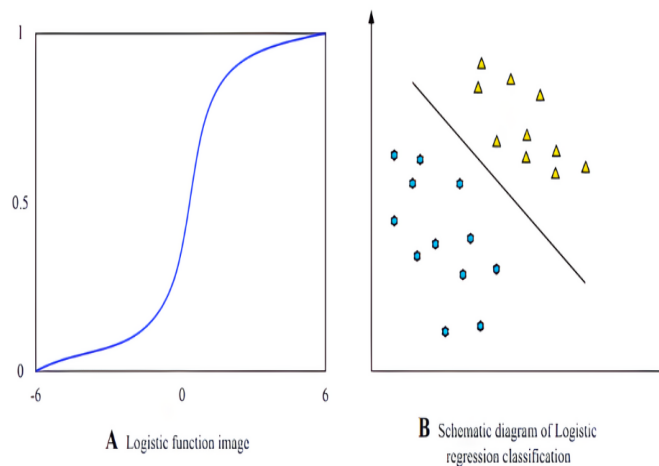 1
0.5
0
-6
0
6
A Logistic function image
B Schematic diagram of Logistic
regression classification